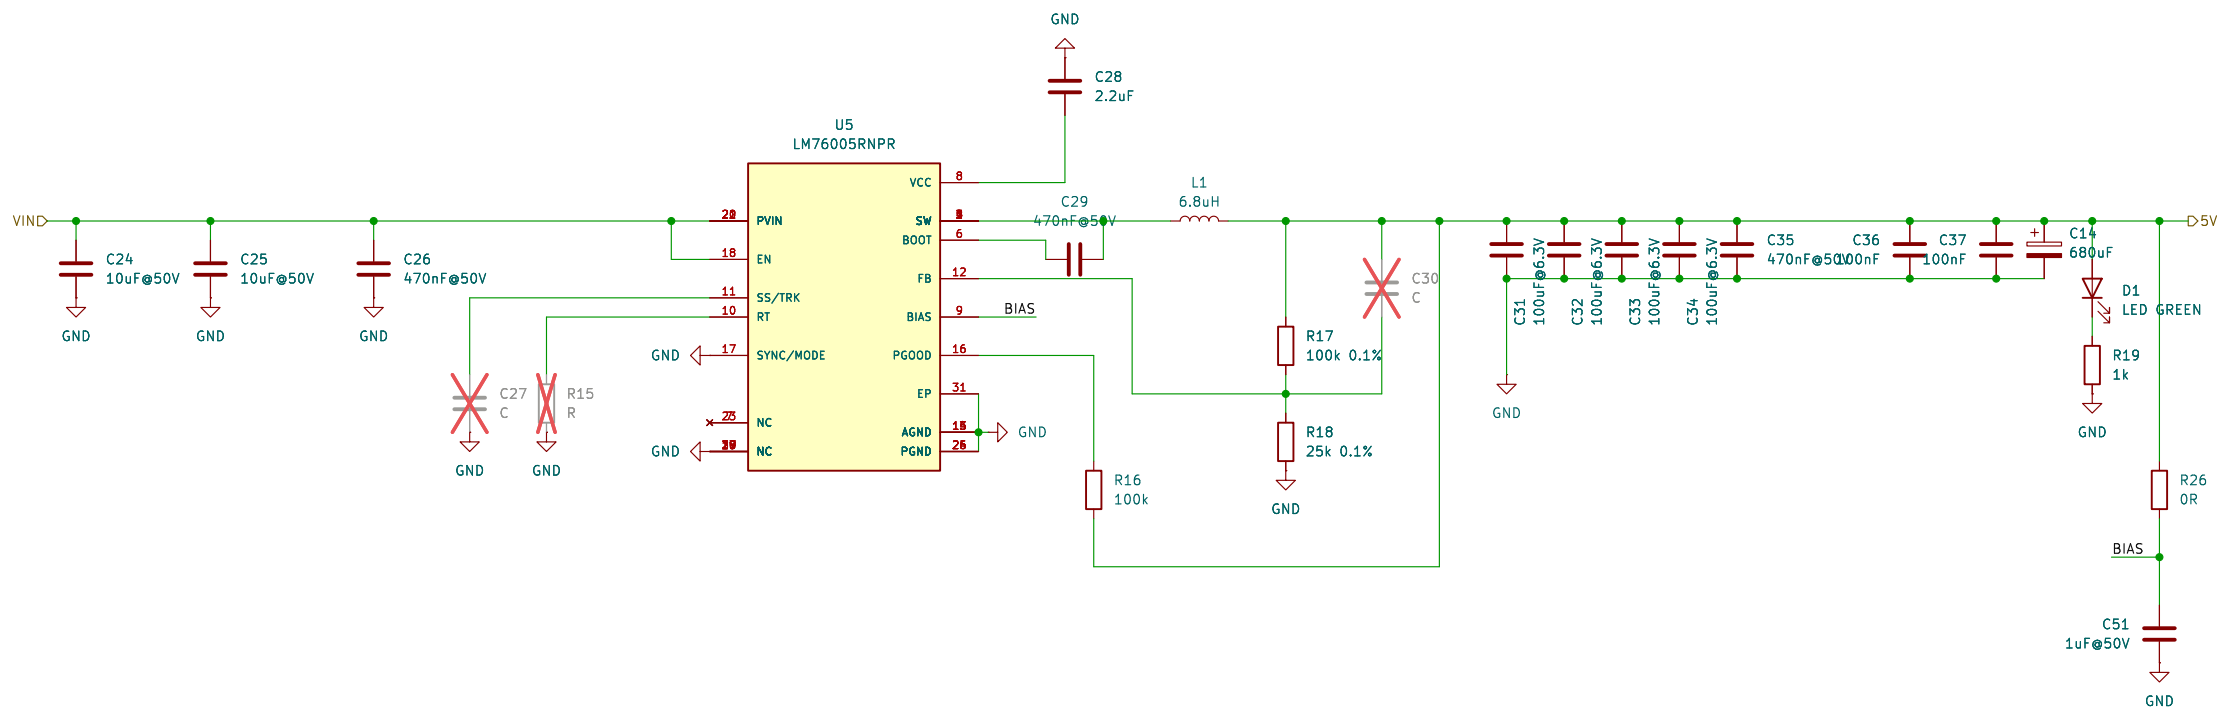 GND
C28
2.2uF
U5
LM76005RNPR
VCC
8
VIN
PVIN
SW
C29
470nF@50V
L1
6.8uH
5V
BOOT
6
EN
18
FB
12
SS/TRK
11
RT
10
BIAS
9
BIAS
SYNC/MODE
17
GND
PGOOD
16
EP
31
NC
AGND
GND
NC
GND
PGND
C24
10uF@50V
GND
C25
10uF@50V
GND
C26
470nF@50V
GND
C27
C
GND
R15
R
GND
R16
100k
R17
100k 0.1%
R18
25k 0.1%
GND
C30
C
C31
100uF@6.3V
C32
100uF@6.3V
C33
100uF@6.3V
C34
100uF@6.3V
GND
C35
470nF@50V
C36
100nF
C37
100nF
C14
680uF
+
D1
LED GREEN
R19
1k
GND
R26
0R
BIAS
C51
1uF@50V
GND